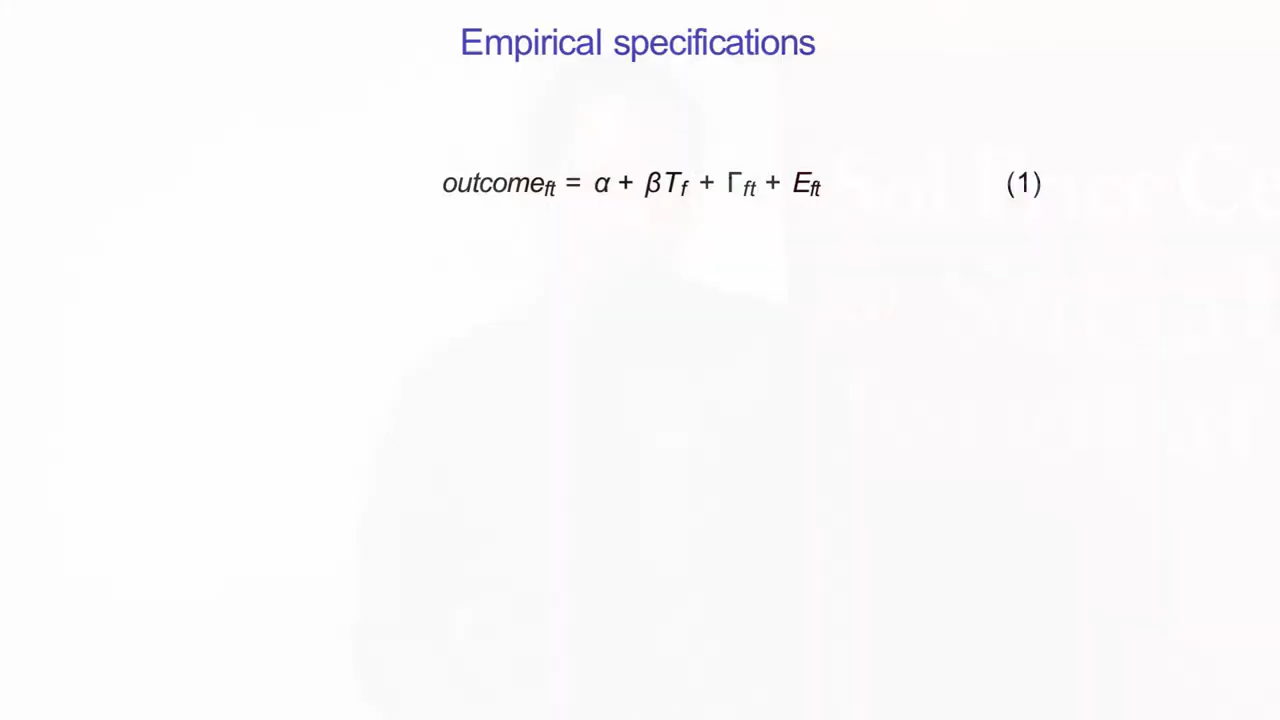 Empirical specifications
outcome_ft = α + βT_f + Γ_ft + E_ft (1)